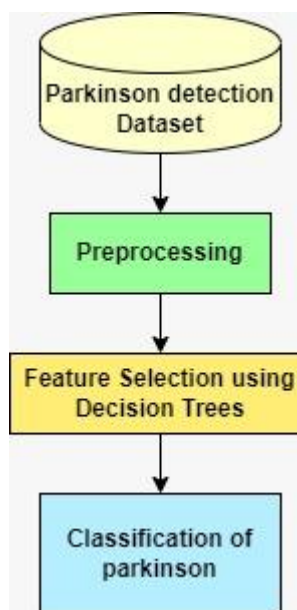 Parkinson detection
Dataset
Preprocessing
Feature Selection using
Decision Trees
Classification of
parkinson